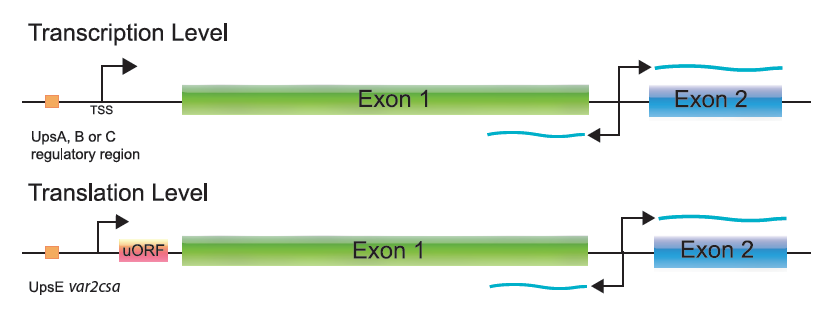 Transcription Level
Exon 1
Exon 2
TSS
UpsA, B or C
regulatory region
Translation Level
uORF
Exon 1
Exon 2
UpsE var2csa